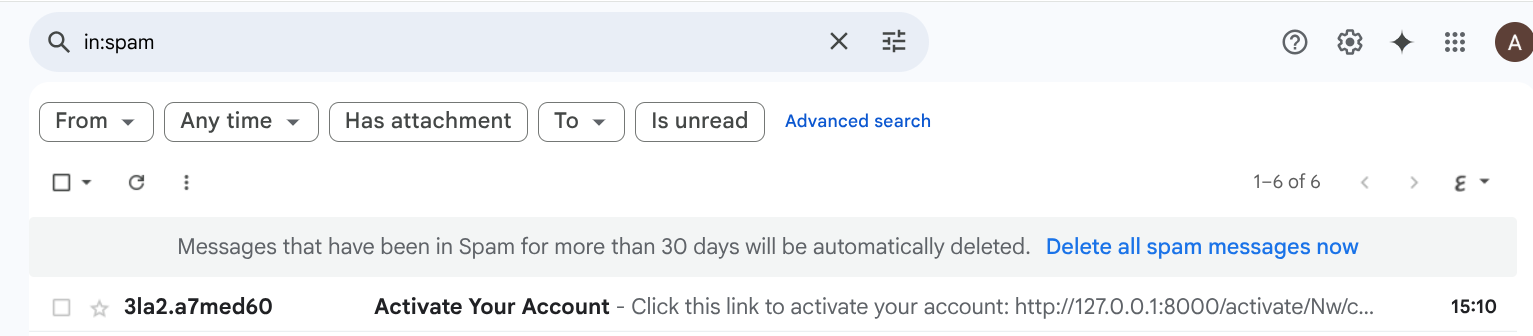 in:spam
A
From
Any time
Has attachment
To
Is unread
Advanced search
1–6 of 6
ع
Messages that have been in Spam for more than 30 days will be automatically deleted. Delete all spam messages now
3la2.a7med60 Activate Your Account - Click this link to activate your account: http://127.0.0.1:8000/activate/Nw/c... 15:10